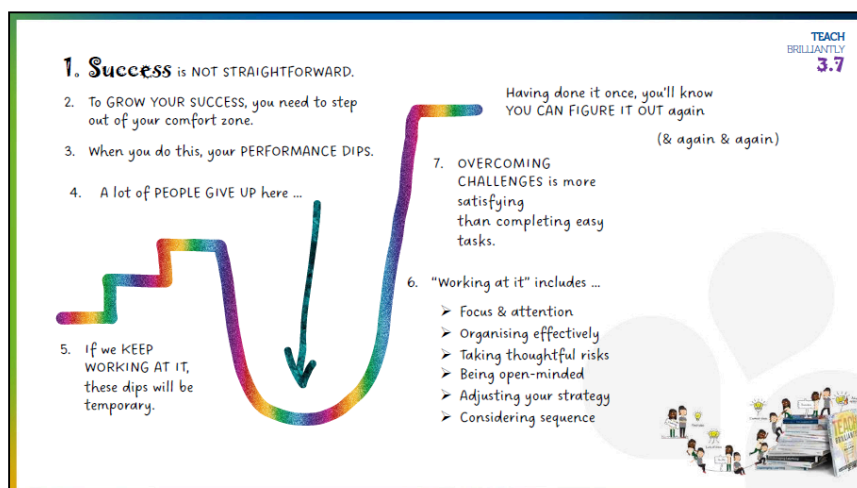 TEACH
BRILLIANTLY
3.7
1. Success is NOT STRAIGHTFORWARD.
2. To GROW YOUR SUCCESS, you need to step
out of your comfort zone.
3. When you do this, your PERFORMANCE DIPS.
4. A lot of PEOPLE GIVE UP here ...
5. If we KEEP
WORKING AT IT,
these dips will be
temporary.
6. "Working at it" includes ...
➤ Focus & attention
➤ Organising effectively
➤ Taking thoughtful risks
➤ Being open-minded
➤ Adjusting your strategy
➤ Considering sequence
7. OVERCOMING
CHALLENGES is more
satisfying
than completing easy
tasks.
Having done it once, you'll know
YOU CAN FIGURE IT OUT again
(& again & again)
TEACH
BRILLIANTLY